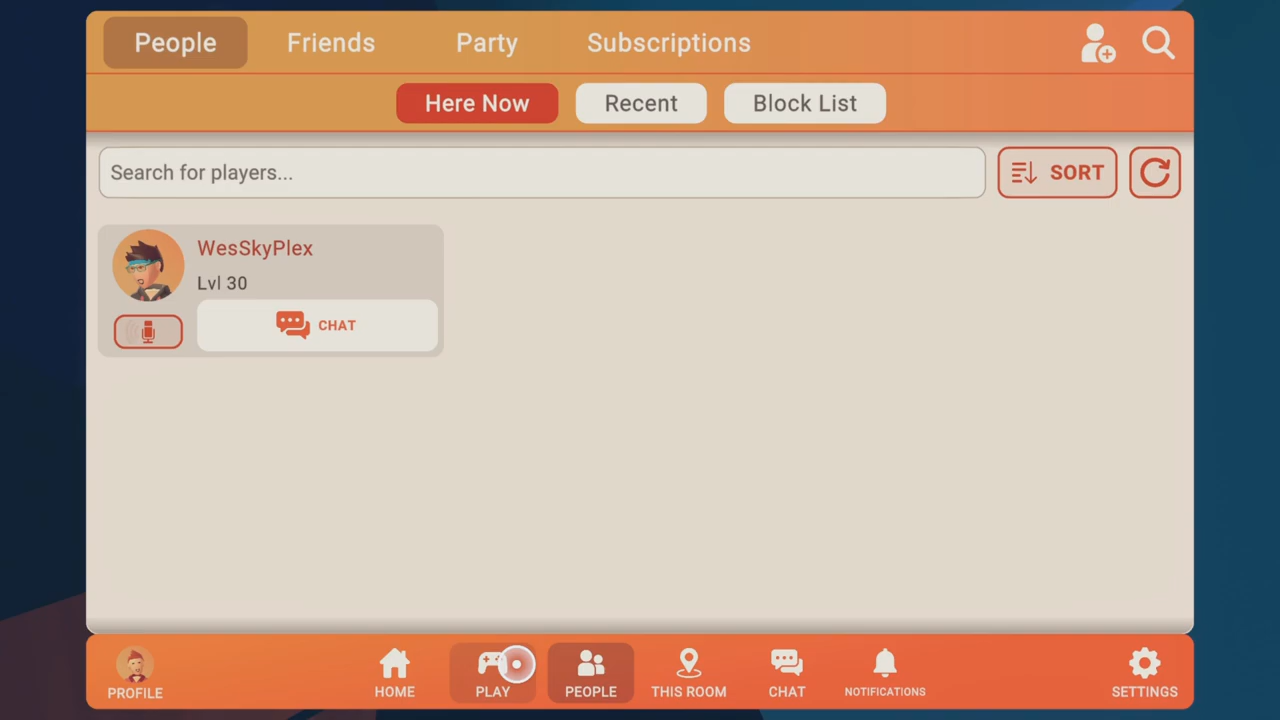 People Friends Party Subscriptions
Here Now Recent Block List
Search for players... SORT
WesSkyPlex
Lvl 30
CHAT
PROFILE HOME PLAY PEOPLE THIS ROOM CHAT NOTIFICATIONS SETTINGS